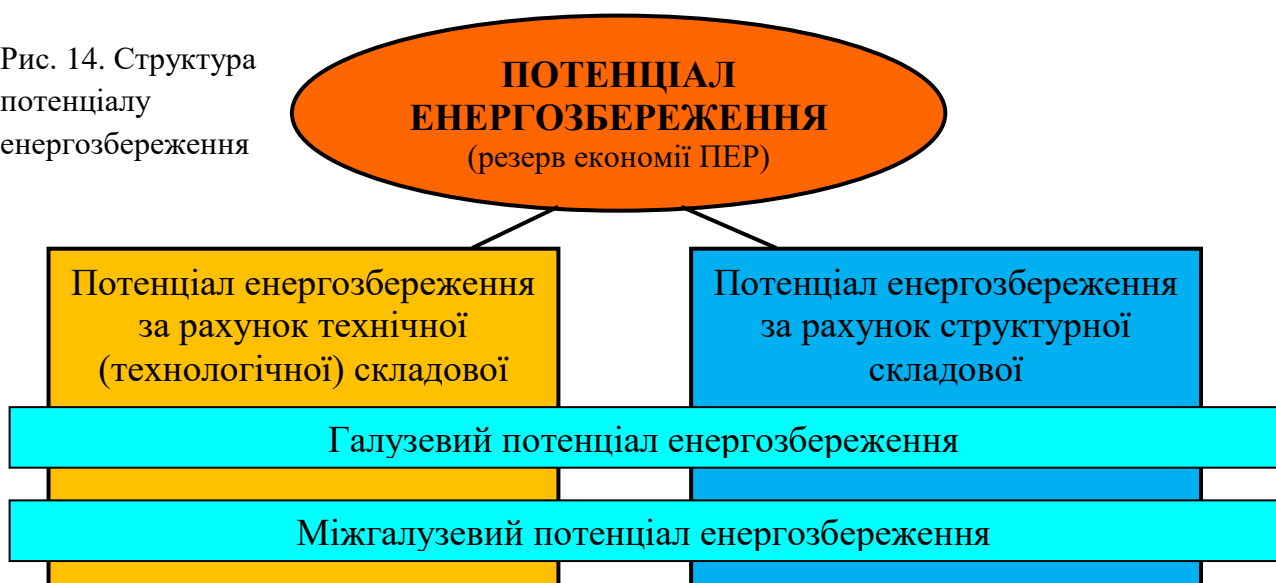 Рис. 14. Структура
потенціалу
енергозбереження
ПОТЕНЦІАЛ
ЕНЕРГОЗБЕРЕЖЕННЯ
(резерв економії ПЕР)
Потенціал енергозбереження
за рахунок технічної
(технологічної) складової
Потенціал енергозбереження
за рахунок структурної
складової
Галузевий потенціал енергозбереження
Міжгалузевий потенціал енергозбереження